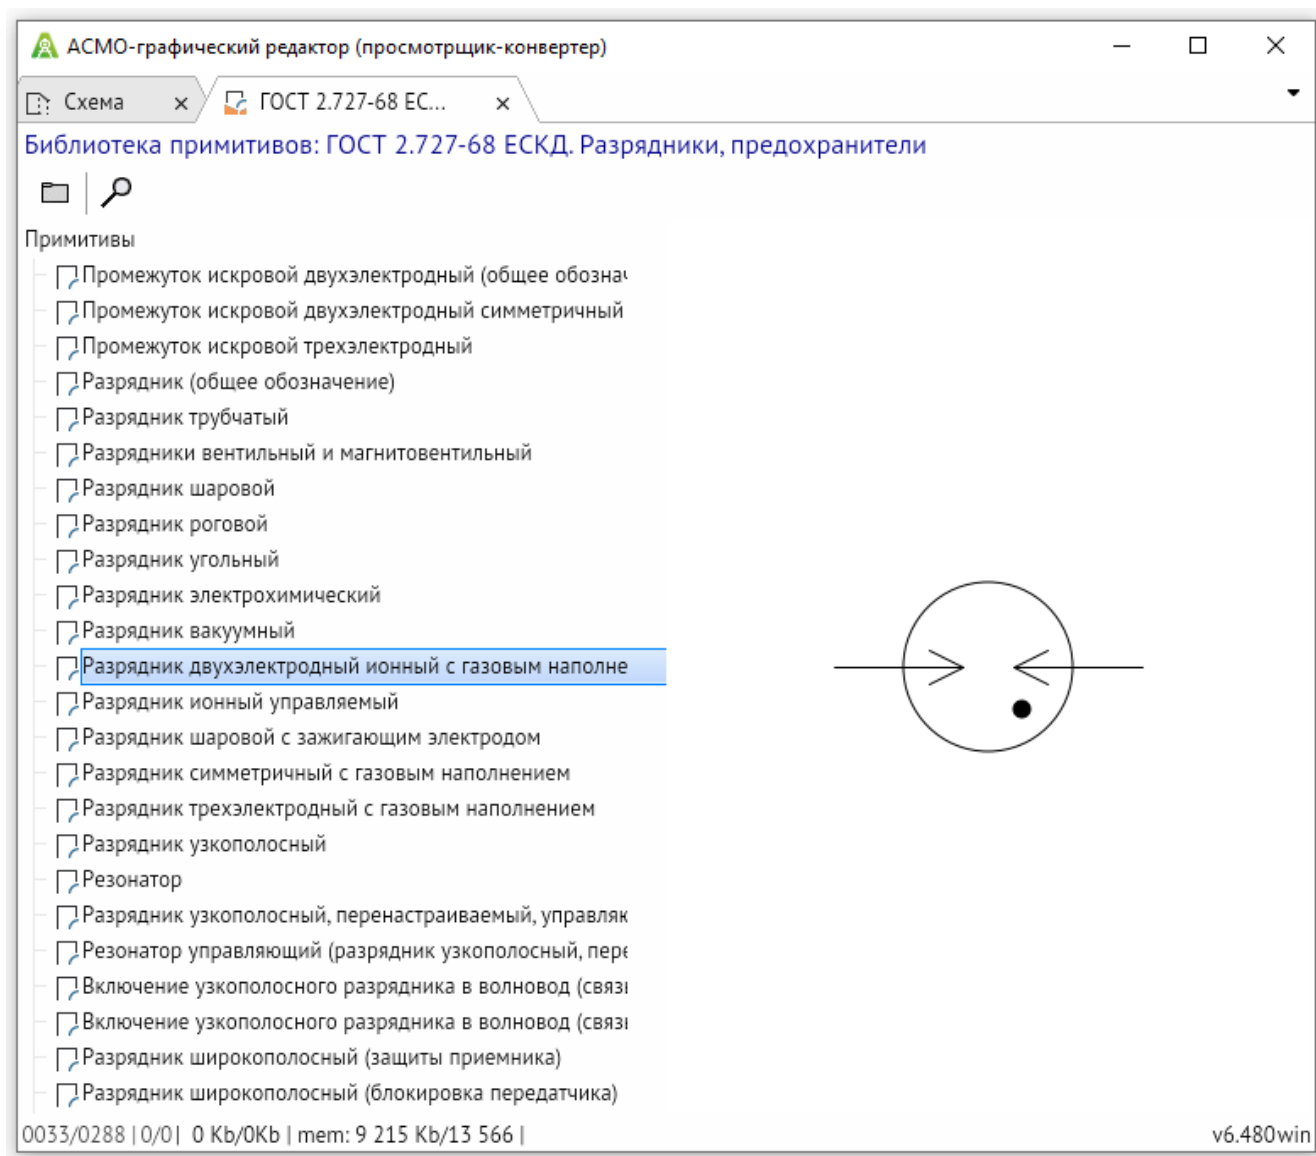 АСМО-графический редактор (просмотрщик-конвертер)
Схема
ГОСТ 2.727-68 ЕС...
Библиотека примитивов: ГОСТ 2.727-68 ЕСКД. Разрядники, предохранители
Примитивы
Промежуток искровой двухэлектродный (общее обознач
Промежуток искровой двухэлектродный симметричный
Промежуток искровой трехэлектродный
Разрядник (общее обозначение)
Разрядник трубчатый
Разрядники вентильный и магнитовентильный
Разрядник шаровой
Разрядник роговой
Разрядник угольный
Разрядник электрохимический
Разрядник вакуумный
Разрядник двухэлектродный ионный с газовым наполне
Разрядник ионный управляемый
Разрядник шаровой с зажигающим электродом
Разрядник симметричный с газовым наполнением
Разрядник трехэлектродный с газовым наполнением
Разрядник узкополосный
Резонатор
Разрядник узкополосный, перенастраиваемый, управляю
Резонатор управляющий (разрядник узкополосный, пере
Включение узкополосного разрядника в волновод (связ
Включение узкополосного разрядника в волновод (связ
Разрядник широкополосный (защиты приемника)
Разрядник широкополосный (блокировка передатчика)
0033/0288 | 0/0 | 0 Kb/0Kb | mem: 9 215 Kb/13 566 |
v6.480win